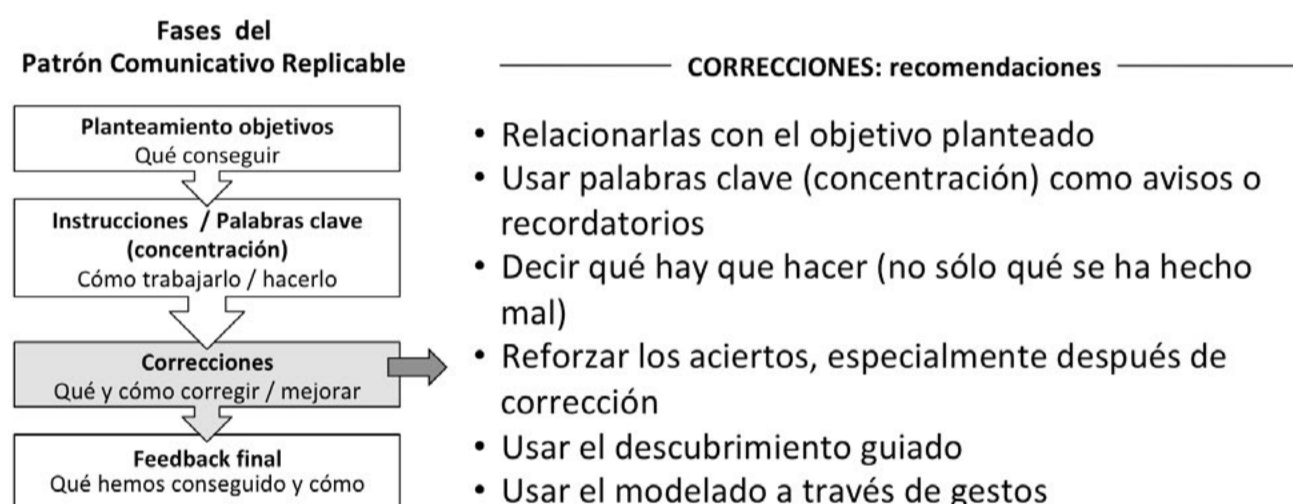 Fases del
Patrón Comunicativo Replicable
Planteamiento objetivos
Qué conseguir
Instrucciones / Palabras clave
(concentración)
Cómo trabajarlo / hacerlo
Correcciones
Qué y cómo corregir / mejorar
Feedback final
Qué hemos conseguido y cómo
CORRECCIONES: recomendaciones
• Relacionarlas con el objetivo planteado
• Usar palabras clave (concentración) como avisos o
recordatorios
• Decir qué hay que hacer (no sólo qué se ha hecho
mal)
• Reforzar los aciertos, especialmente después de
corrección
• Usar el descubrimiento guiado
• Usar el modelado a través de gestos